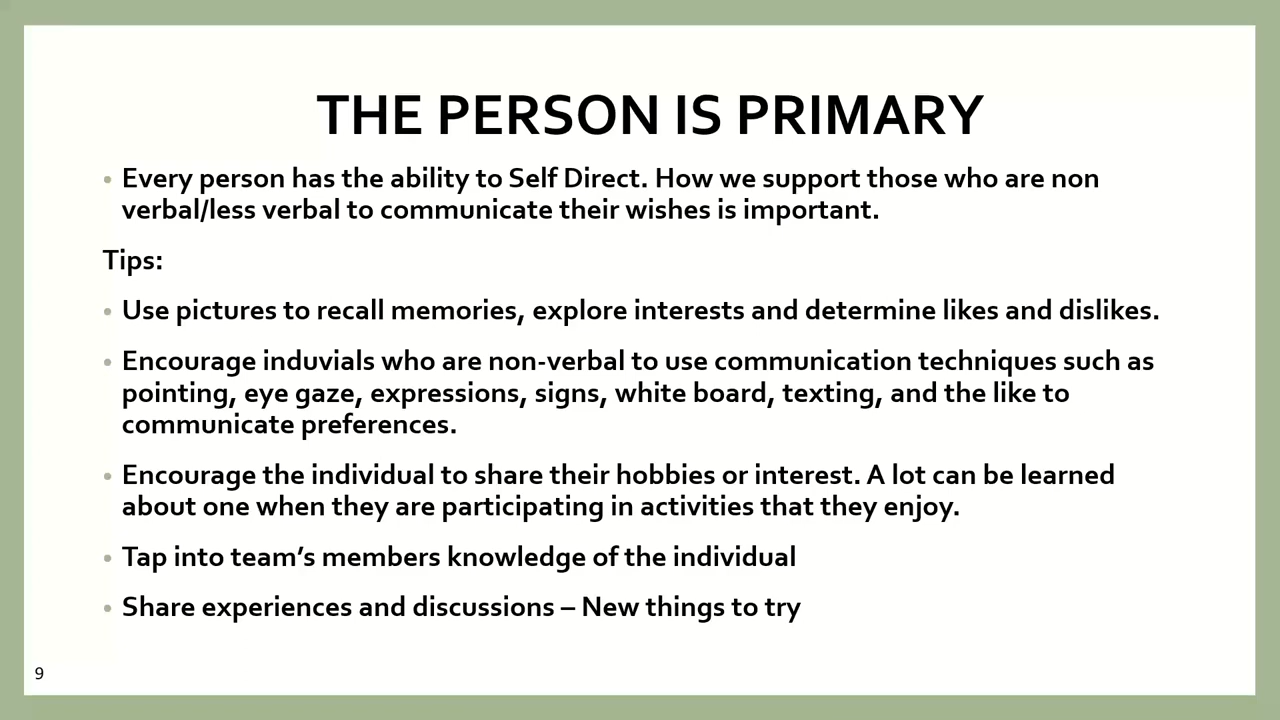 THE PERSON IS PRIMARY
• Every person has the ability to Self Direct. How we support those who are non
verbal/less verbal to communicate their wishes is important.
Tips:
• Use pictures to recall memories, explore interests and determine likes and dislikes.
• Encourage induvials who are non-verbal to use communication techniques such as
pointing, eye gaze, expressions, signs, white board, texting, and the like to
communicate preferences.
• Encourage the individual to share their hobbies or interest. A lot can be learned
about one when they are participating in activities that they enjoy.
• Tap into team’s members knowledge of the individual
• Share experiences and discussions – New things to try
9